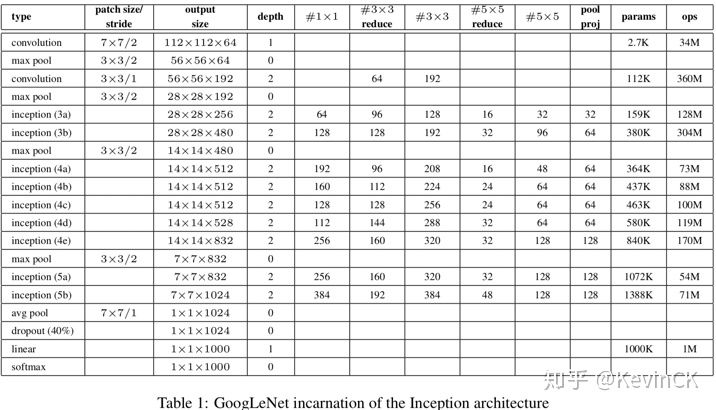 type patch size/ stride output size depth #1×1 #3×3 reduce #3×3 #5×5 reduce #5×5 pool proj params ops
convolution 7×7/2 112×112×64 1 2.7K 34M
max pool 3×3/2 56×56×64 0
convolution 3×3/1 56×56×192 2 64 192 112K 360M
max pool 3×3/2 28×28×192 0
inception (3a) 28×28×256 2 64 96 128 16 32 32 159K 128M
inception (3b) 28×28×480 2 128 128 192 32 96 64 380K 304M
max pool 3×3/2 14×14×480 0
inception (4a) 14×14×512 2 192 96 208 16 48 64 364K 73M
inception (4b) 14×14×512 2 160 112 224 24 64 64 437K 88M
inception (4c) 14×14×512 2 128 128 256 24 64 64 463K 100M
inception (4d) 14×14×528 2 112 144 288 32 64 64 580K 119M
inception (4e) 14×14×832 2 256 160 320 32 128 128 840K 170M
max pool 3×3/2 7×7×832 0
inception (5a) 7×7×832 2 256 160 320 32 128 128 1072K 54M
inception (5b) 7×7×1024 2 384 192 384 48 128 128 1388K 71M
avg pool 7×7/1 1×1×1024 0
dropout (40%) 1×1×1024 0
linear 1×1×1000 1 1000K 1M
softmax 1×1×1000 0
知乎 @KevinCK
Table 1: GoogLeNet incarnation of the Inception architecture